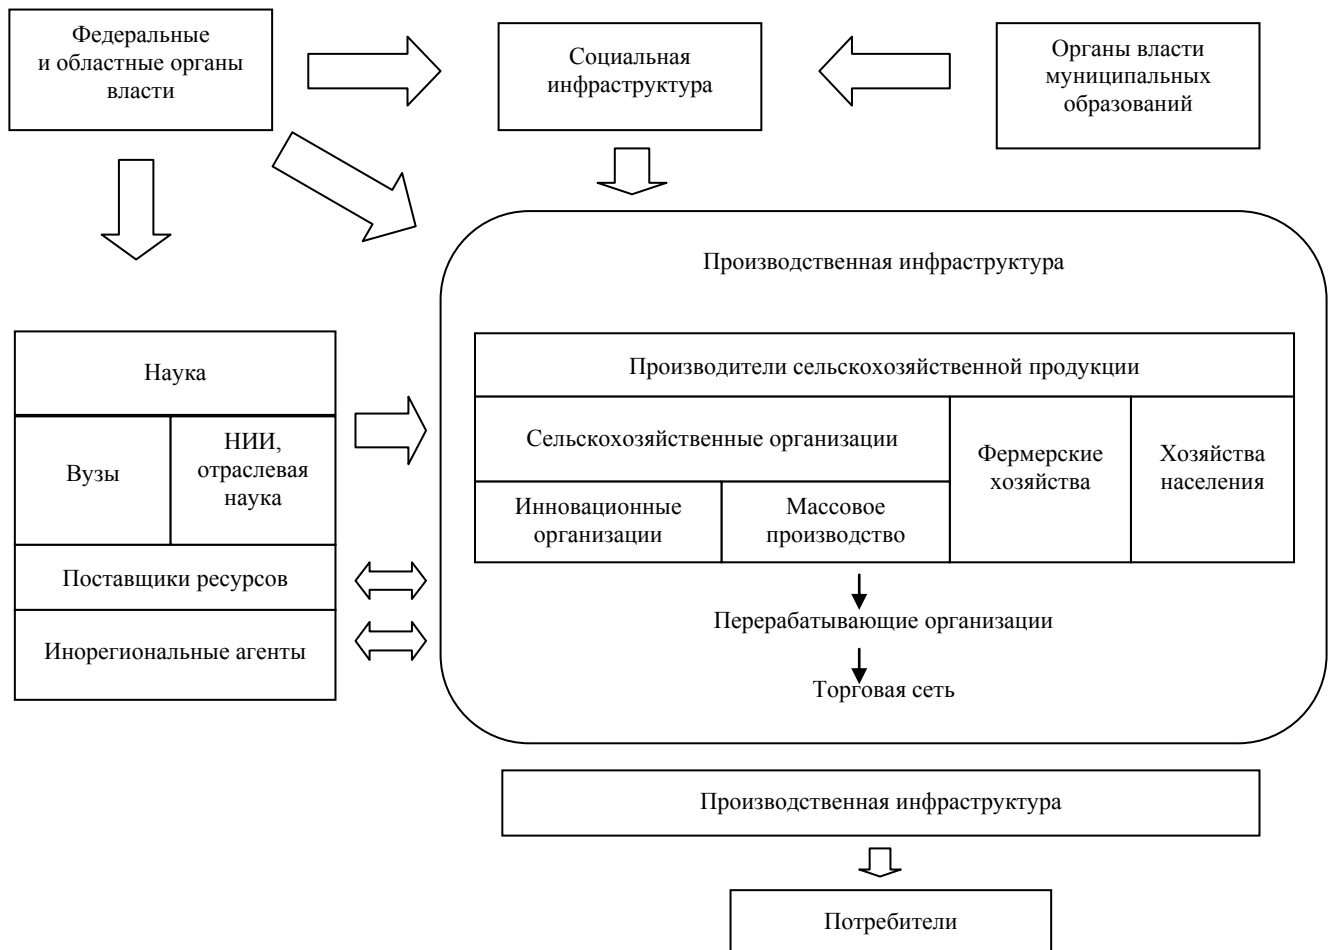 Федеральные
и областные органы
власти
Социальная
инфраструктура
Органы власти
муниципальных
образований
Производственная инфраструктура
Наука
Вузы
НИИ,
отраслевая
наука
Поставщики ресурсов
Инорегиональные агенты
Производители сельскохозяйственной продукции
Сельскохозяйственные организации
Инновационные
организации
Массовое
производство
Фермерские
хозяйства
Хозяйства
населения
Перерабатывающие организации
Торговая сеть
Производственная инфраструктура
Потребители